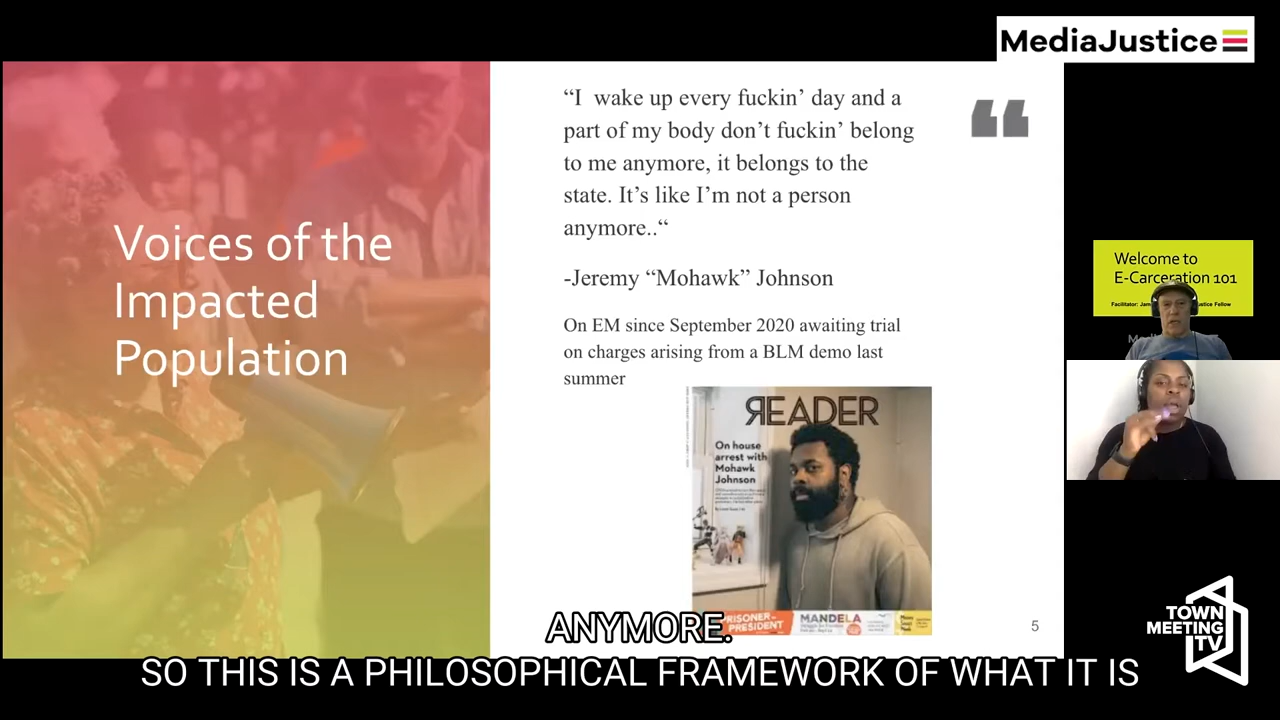 MediaJustice
Voices of the
Impacted
Population
“I wake up every fuckin’ day and a
part of my body don’t fuckin’ belong
to me anymore, it belongs to the
state. It’s like I’m not a person
anymore..“
-Jeremy “Mohawk” Johnson
On EM since September 2020 awaiting trial
on charges arising from a BLM demo last
summer
READER
On house
arrest with
Mohawk
Johnson
PRESIDENT
MANDELA
5
Welcome to
E-Carceration 101
Facilitator:
Fellow
TOWN
MEETING
TV
ANYMORE.
SO THIS IS A PHILOSOPHICAL FRAMEWORK OF WHAT IT IS